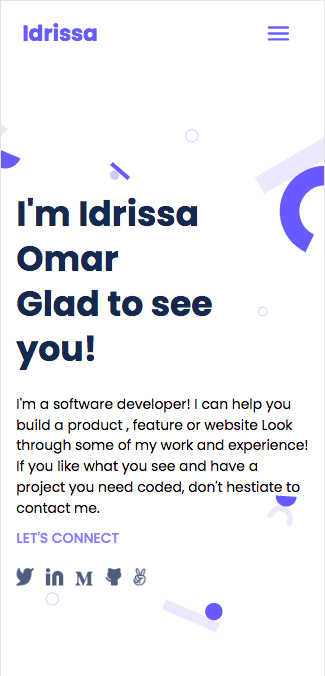 Idrissa
I'm Idrissa
Omar
Glad to see
you!
I'm a software developer! I can help you
build a product , feature or website Look
through some of my work and experience!
If you like what you see and have a
project you need coded, don't hestiate to
contact me.
LET'S CONNECT